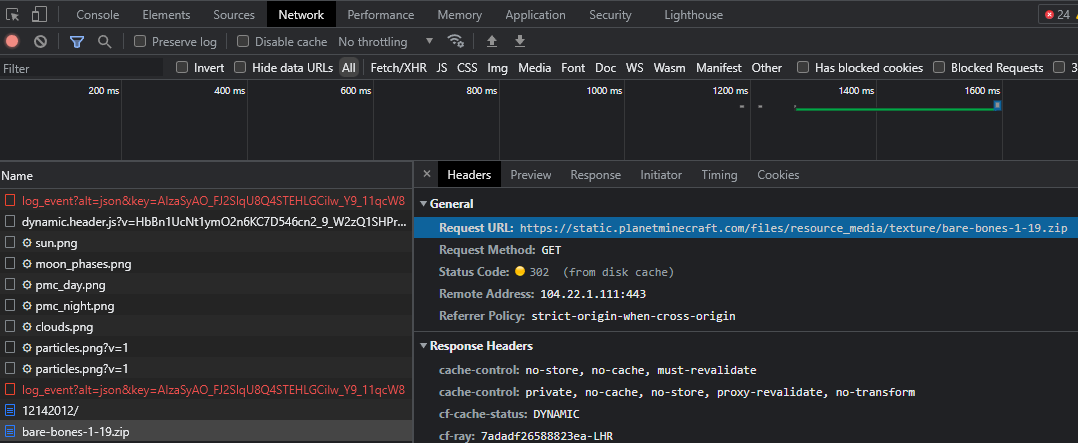 Console Elements Sources Network Performance Memory Application Security Lighthouse 24
Preserve log Disable cache No throttling
Filter Invert Hide data URLs All Fetch/XHR JS CSS Img Media Font Doc WS Wasm Manifest Other Has blocked cookies Blocked Requests 3
200 ms 400 ms 600 ms 800 ms 1000 ms 1200 ms 1400 ms 1600 ms
Name
log_event?alt=json&key=AIzaSyAO_FJ2SlqU8Q4STEHLGCilw_Y9_11qcW8
dynamic.header.js?v=HbBn1UcNt1ymO2n6KC7D546cn2_9_W2zQ1SHPr...
sun.png
moon_phases.png
pmc_day.png
pmc_night.png
clouds.png
particles.png?v=1
particles.png?v=1
log_event?alt=json&key=AIzaSyAO_FJ2SlqU8Q4STEHLGCilw_Y9_11qcW8
12142012/
bare-bones-1-19.zip
× Headers Preview Response Initiator Timing Cookies
General
Request URL: https://static.planetminecraft.com/files/resource_media/texture/bare-bones-1-19.zip
Request Method: GET
Status Code: 302 (from disk cache)
Remote Address: 104.22.1.111:443
Referrer Policy: strict-origin-when-cross-origin
Response Headers
cache-control: no-store, no-cache, must-revalidate
cache-control: private, no-cache, no-store, proxy-revalidate, no-transform
cf-cache-status: DYNAMIC
cf-ray: 7adadf26588823ea-LHR